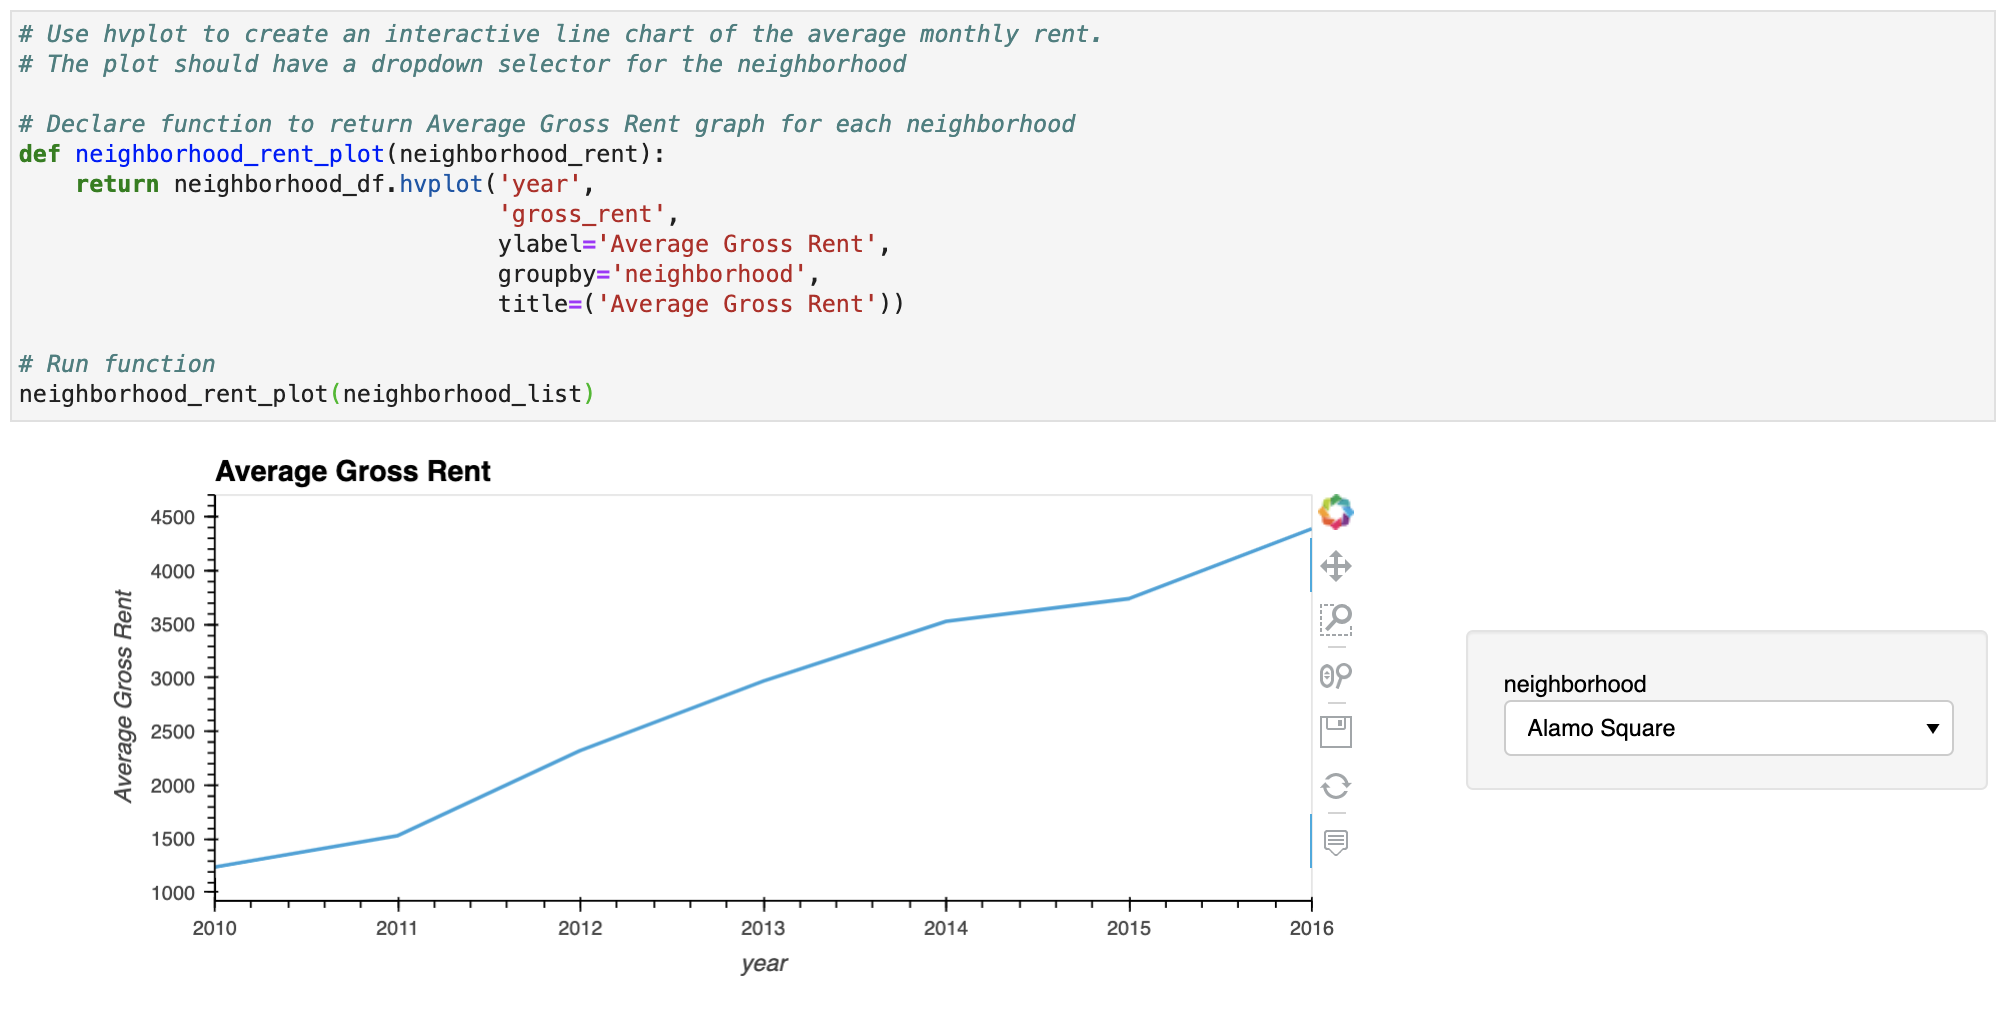 # Use hvplot to create an interactive line chart of the average monthly rent.
# The plot should have a dropdown selector for the neighborhood
# Declare function to return Average Gross Rent graph for each neighborhood
def neighborhood_rent_plot(neighborhood_rent):
    return neighborhood_df.hvplot('year',
                                  'gross_rent',
                                  ylabel='Average Gross Rent',
                                  groupby='neighborhood',
                                  title=('Average Gross Rent'))
# Run function
neighborhood_rent_plot(neighborhood_list)
Average Gross Rent
4500
4000
3500
3000
2500
2000
1500
1000
Average Gross Rent
2010 2011 2012 2013 2014 2015 2016
year
neighborhood
Alamo Square